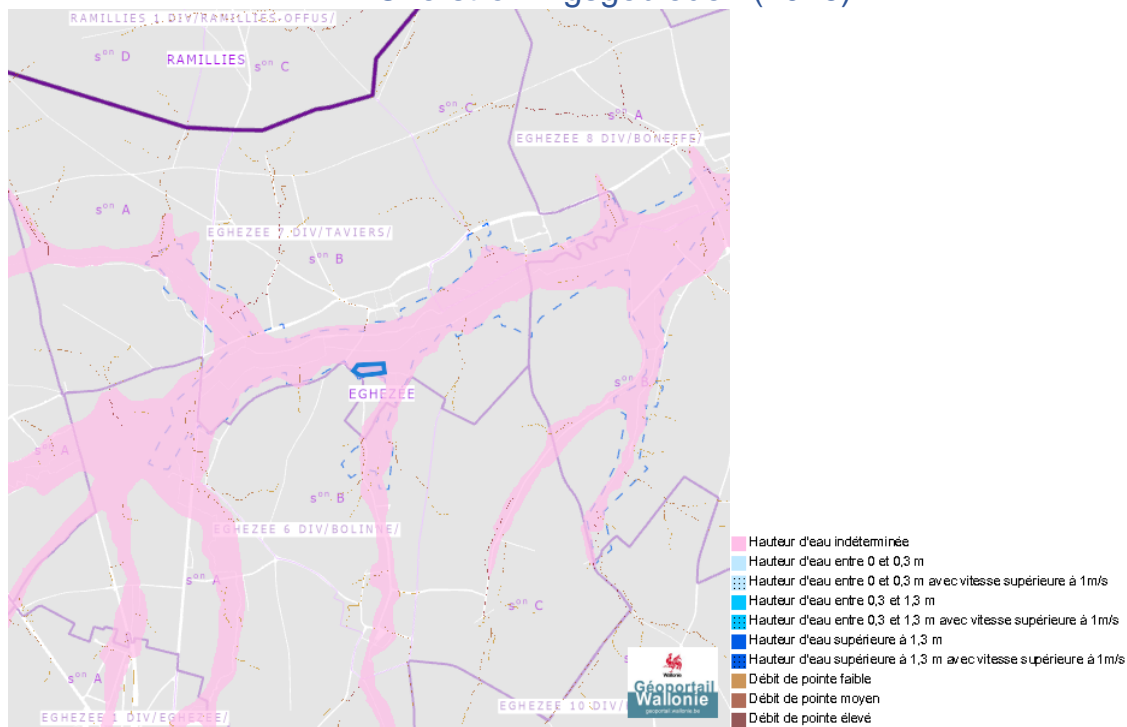 RAMILLIES 1 DIV/RAMILLIES-OFFUS/
sᵒⁿ D
RAMILLIES
sᵒⁿ C
sᵒⁿ C
sᵒⁿ A
EGHEZEE 8 DIV/BONEFFE/
sᵒⁿ A
EGHEZEE 7 DIV/TAVIERS/
sᵒⁿ B
EGHEZEE
sᵒⁿ A
sᵒⁿ B
EGHEZEE 6 DIV/BOLINNE/
sᵒⁿ A
sᵒⁿ C
sᵒⁿ A
EGHEZEE 1 DIV/EGHEZEE/
EGHEZEE 10 DIV/
Wallonie
Géoportail
Wallonie
geoportail.wallonie.be
Hauteur d'eau indéterminée
Hauteur d'eau entre 0 et 0,3 m
Hauteur d'eau entre 0 et 0,3 m avec vitesse supérieure à 1m/s
Hauteur d'eau entre 0,3 et 1,3 m
Hauteur d'eau entre 0,3 et 1,3 m avec vitesse supérieure à 1m/s
Hauteur d'eau supérieure à 1,3 m
Hauteur d'eau supérieure à 1,3 m avec vitesse supérieure à 1m/s
Débit de pointe faible
Débit de pointe moyen
Débit de pointe élevé